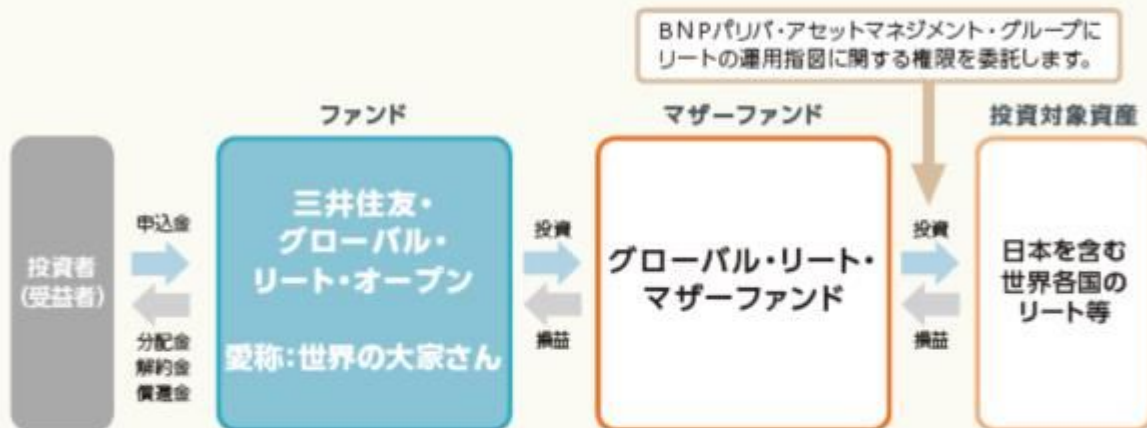 BNPパリバ・アセットマネジメント・グループに
リートの運用指図に関する権限を委託します。
ファンド
マザーファンド
投資対象資産
投資者
(受益者)
申込金
分配金
解約金
償還金
三井住友・
グローバル・
リート・オープン
愛称:世界の大家さん
投資
損益
グローバル・リート・
マザーファンド
投資
損益
日本を含む
世界各国の
リート等